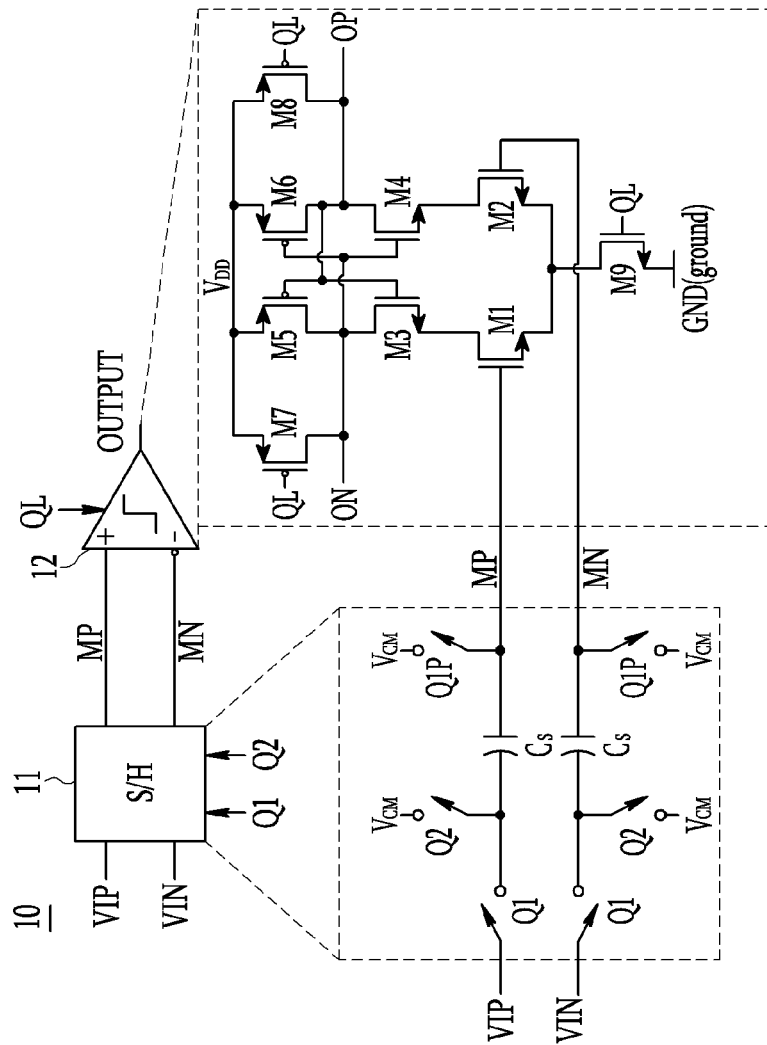 10
11
S/H
VIP
VIN
Q1
Q2
MP
MN
12
QL
+
-
OUTPUT
VDD
QL
M7
M5
M6
M8
QL
ON
OP
M3
M4
M1
M2
M9
QL
GND(ground)
VCM
VCM
Q2
Q1P
VIP
Q1
Cs
MP
VIN
Q1
Cs
MN
Q2
Q1P
VCM
VCM